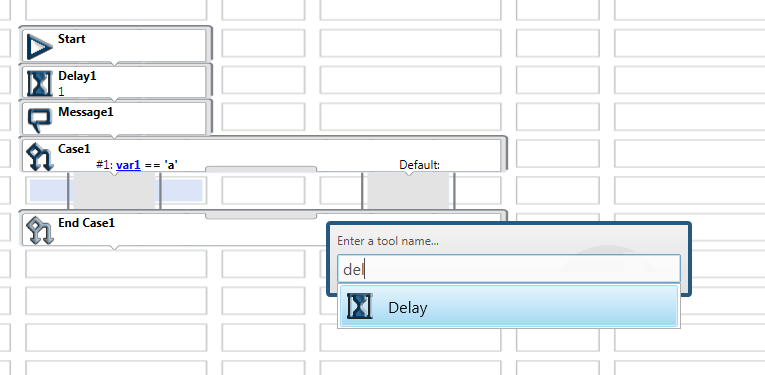 Start
Delay1
1
Message1
Case1
#1: var1 == 'a'
Default:
End Case1
Enter a tool name...
del
Delay